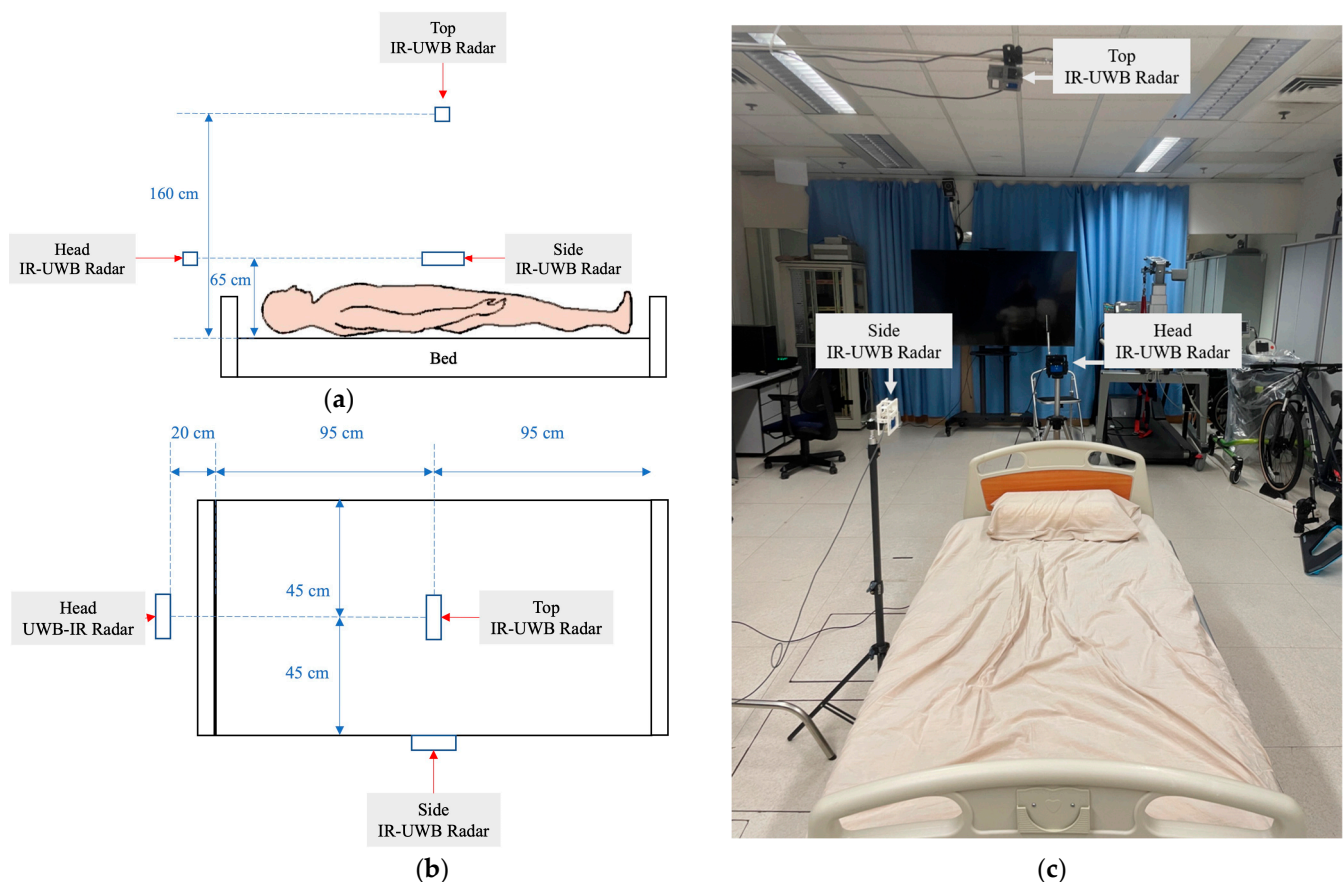 Top
IR-UWB Radar
160 cm
Head
IR-UWB Radar
65 cm
Side
IR-UWB Radar
Bed
(a)
20 cm
95 cm
95 cm
45 cm
Head
UWB-IR Radar
Top
IR-UWB Radar
45 cm
Side
IR-UWB Radar
(b)
Top
IR-UWB Radar
Side
IR-UWB Radar
Head
IR-UWB Radar
(c)